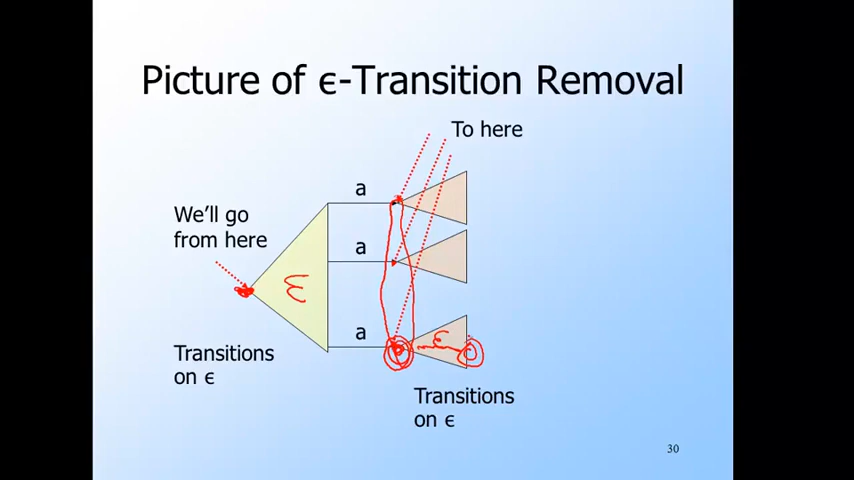 Picture of ϵ-Transition Removal
To here
a
We'll go
from here
a
ε
a
ε
Transitions
on ϵ
Transitions
on ϵ
30